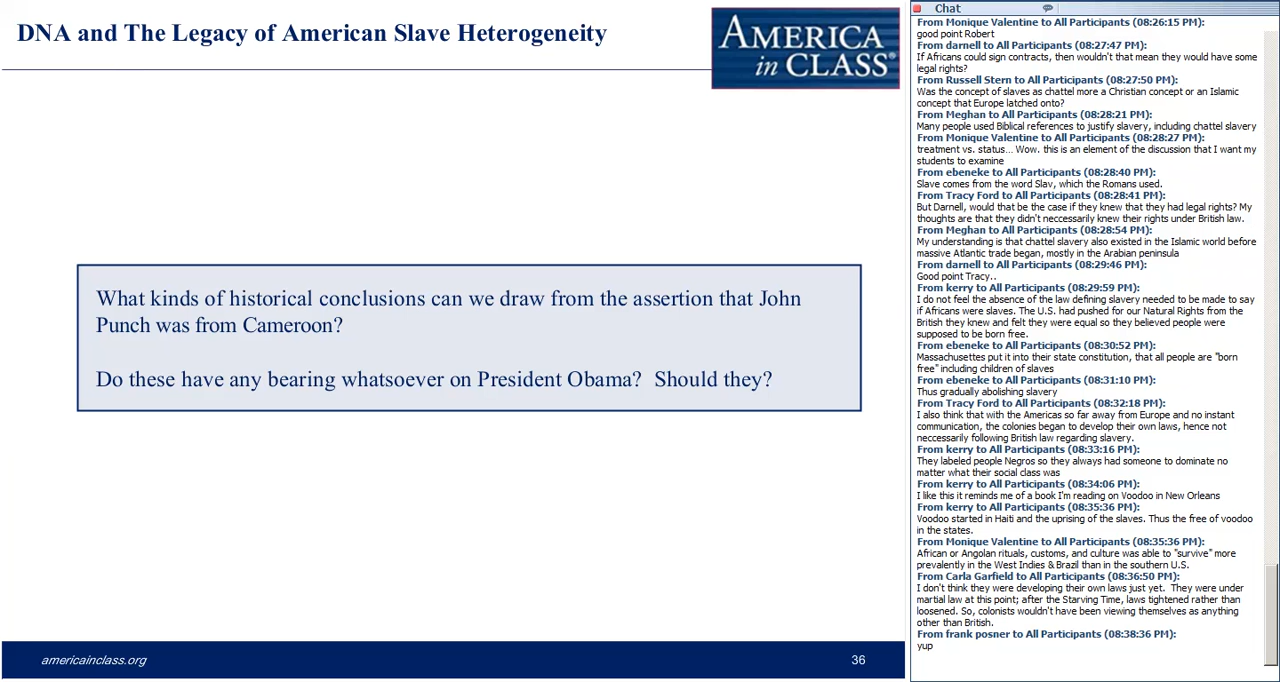 DNA and The Legacy of American Slave Heterogeneity
AMERICA
in CLASS®
What kinds of historical conclusions can we draw from the assertion that John
Punch was from Cameroon?
Do these have any bearing whatsoever on President Obama? Should they?
americainclass.org
36
Chat
From Monique Valentine to All Participants (08:26:15 PM):
good point Robert
From darnell to All Participants (08:27:47 PM):
If Africans could sign contracts, then wouldn't that mean they would have some
legal rights?
From Russell Stern to All Participants (08:27:50 PM):
Was the concept of slaves as chattel more a Christian concept or an Islamic
concept that Europe latched onto?
From Meghan to All Participants (08:28:21 PM):
Many people used Biblical references to justify slavery, including chattel slavery
From Monique Valentine to All Participants (08:28:27 PM):
treatment vs. status... Wow. this is an element of the discussion that I want my
students to examine
From ebeneke to All Participants (08:28:40 PM):
Slave comes from the word Slav, which the Romans used.
From Tracy Ford to All Participants (08:28:41 PM):
But Darnell, would that be the case if they knew that they had legal rights? My
thoughts are that they didn't neccessarily knew their rights under British law.
From Meghan to All Participants (08:28:54 PM):
My understanding is that chattel slavery also existed in the Islamic world before
massive Atlantic trade began, mostly in the Arabian peninsula
From darnell to All Participants (08:29:46 PM):
Good point Tracy..
From kerry to All Participants (08:29:59 PM):
I do not feel the absence of the law defining slavery needed to be made to say
if Africans were slaves. The U.S. had pushed for our Natural Rights from the
British they knew and felt they were equal so they believed people were
supposed to be born free.
From ebeneke to All Participants (08:30:52 PM):
Massachusettes put it into their state constitution, that all people are "born
free" including children of slaves
From ebeneke to All Participants (08:31:10 PM):
Thus gradually abolishing slavery
From Tracy Ford to All Participants (08:32:18 PM):
I also think that with the Americas so far away from Europe and no instant
communication, the colonies began to develop their own laws, hence not
neccessarily following British law regarding slavery.
From kerry to All Participants (08:33:16 PM):
They labeled people Negros so they always had someone to dominate no
matter what their social class was
From kerry to All Participants (08:34:06 PM):
I like this it reminds me of a book I'm reading on Voodoo in New Orleans
From kerry to All Participants (08:35:36 PM):
Voodoo started in Haiti and the uprising of the slaves. Thus the free of voodoo
in the states.
From Monique Valentine to All Participants (08:35:36 PM):
African or Angolan rituals, customs, and culture was able to "survive" more
prevalently in the West Indies & Brazil than in the southern U.S.
From Carla Garfield to All Participants (08:36:50 PM):
I don't think they were developing their own laws just yet. They were under
martial law at this point; after the Starving Time, laws tightened rather than
loosened. So, colonists wouldn't have been viewing themselves as anything
other than British.
From frank posner to All Participants (08:38:36 PM):
yup